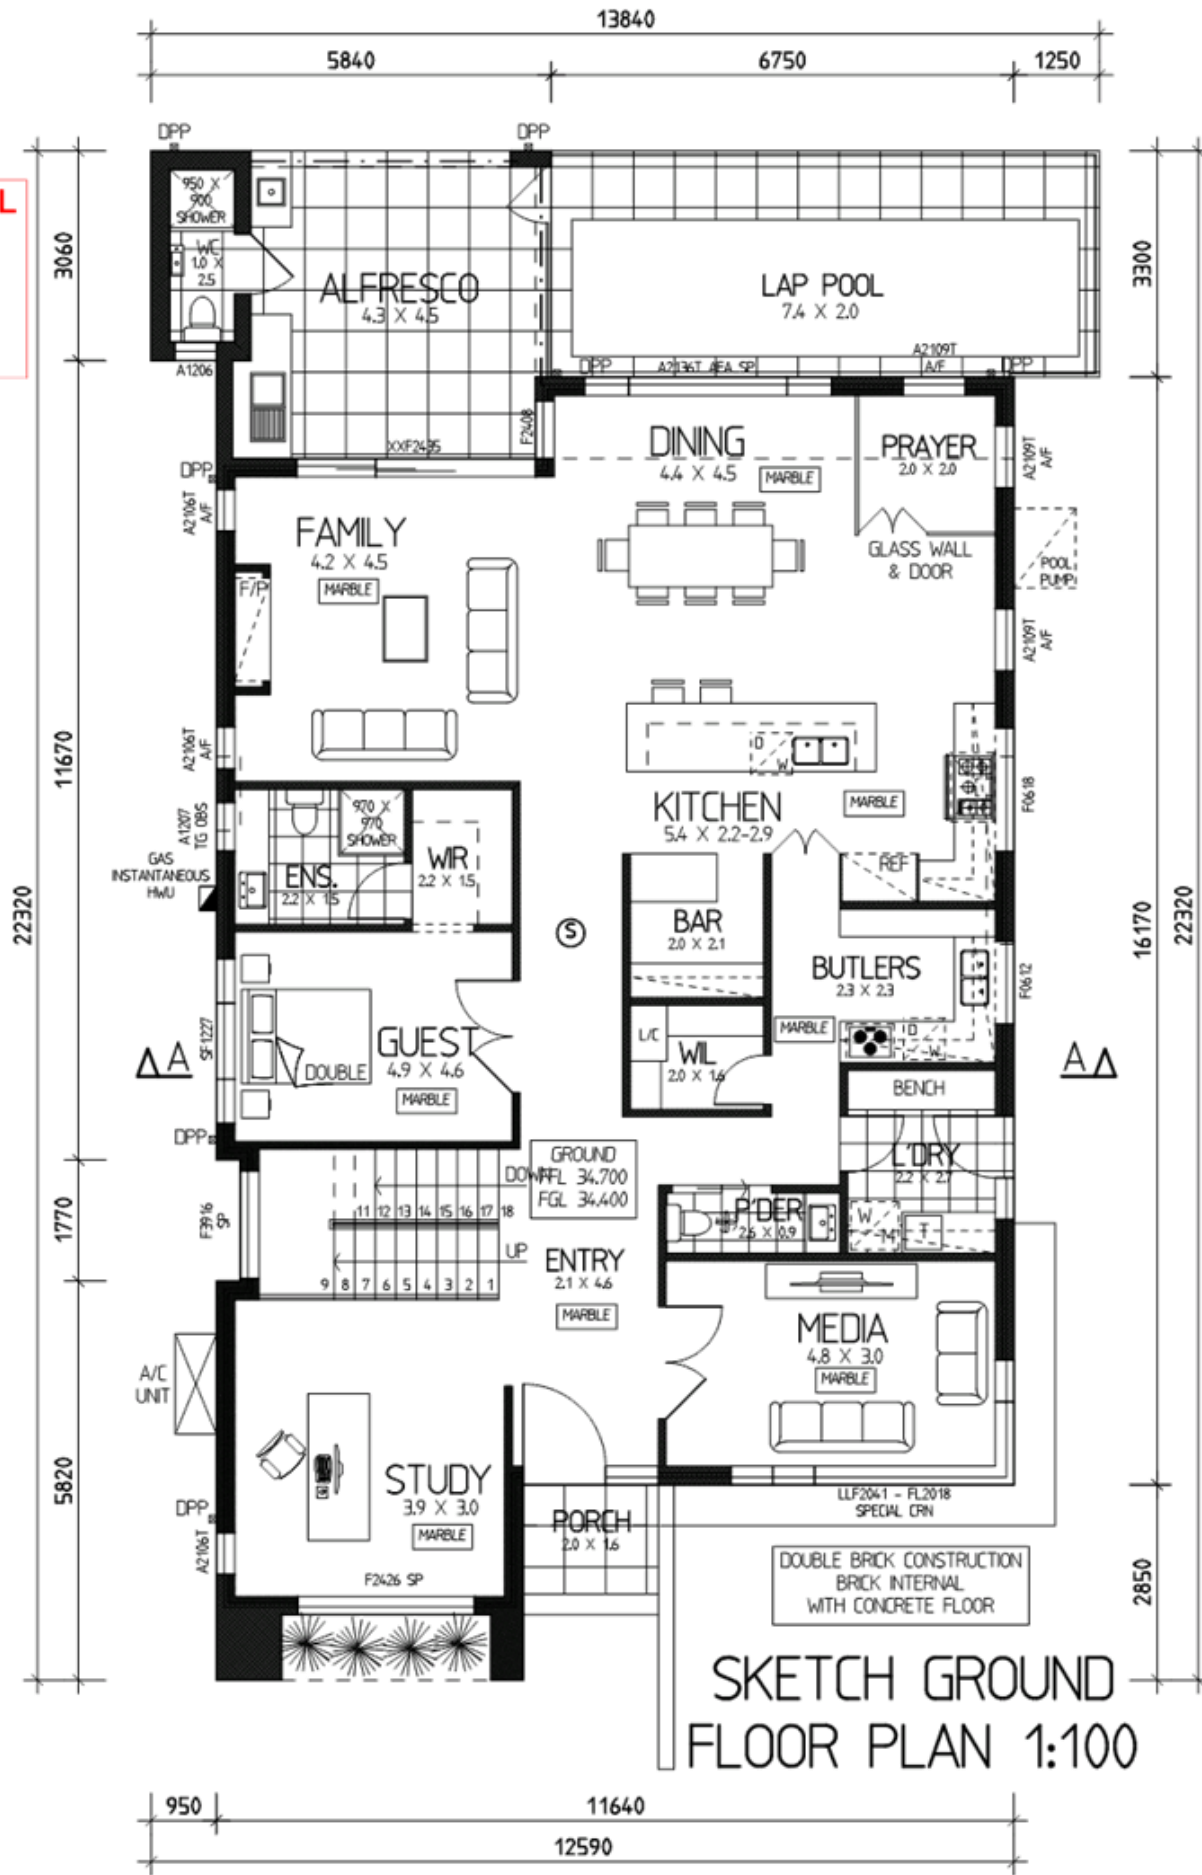 13840
5840
6750
1250
DPP
DPP
L
950 X
900
SHOWER
WC
1.0 X
2.5
3060
ALFRESCO
4.3 X 4.5
LAP POOL
7.4 X 2.0
3300
A1206
DPP
A2136T AFA SP
A2109T
A/F
DPP
XXF2435
F2408
DINING
4.4 X 4.5
MARBLE
PRAYER
2.0 X 2.0
A2109T
A/F
DPP
A2106T
A/F
FAMILY
4.2 X 4.5
MARBLE
GLASS WALL
& DOOR
POOL
PUMP
F/P
A2109T
A/F
11670
A2106T
A/F
D
W
KITCHEN
5.4 X 2.2-2.9
MARBLE
U
F0618
A1207
TG OBS
970 X
970
SHOWER
GAS
INSTANTANEOUS
HWU
ENS.
2.2 X 1.5
WIR
2.2 X 1.5
REF
22320
S
BAR
2.0 X 2.1
16170
22320
BUTLERS
2.3 X 2.3
F0612
SF1227
GUEST
4.9 X 4.6
DOUBLE
MARBLE
L/C
WIL
2.0 X 1.6
MARBLE
D
W
A
A
BENCH
DPP
GROUND
DOWN
FFL 34.700
FGL 34.400
L'DRY
2.2 X 2.7
1770
F3916
SP
11 12 13 14 15 16 17 18
P'DER
2.6 X 0.9
W
M
T
UP
ENTRY
2.1 X 4.6
MARBLE
9 8 7 6 5 4 3 2 1
MEDIA
4.8 X 3.0
MARBLE
A/C
UNIT
5820
STUDY
3.9 X 3.0
MARBLE
DPP
A2106T
F2426 SP
PORCH
2.0 X 1.6
LLF2041 - FL2018
SPECIAL CRN
DOUBLE BRICK CONSTRUCTION
BRICK INTERNAL
WITH CONCRETE FLOOR
2850
SKETCH GROUND
FLOOR PLAN 1:100
950
11640
12590